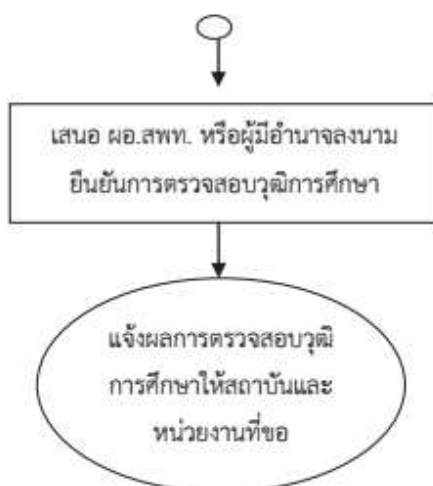 เสนอ ผอ.สพท. หรือผู้มีอำนาจลงนาม
ยืนยันการตรวจสอบวุฒิการศึกษา
แจ้งผลการตรวจสอบวุฒิ
การศึกษาให้สถาบันและ
หน่วยงานที่ขอ